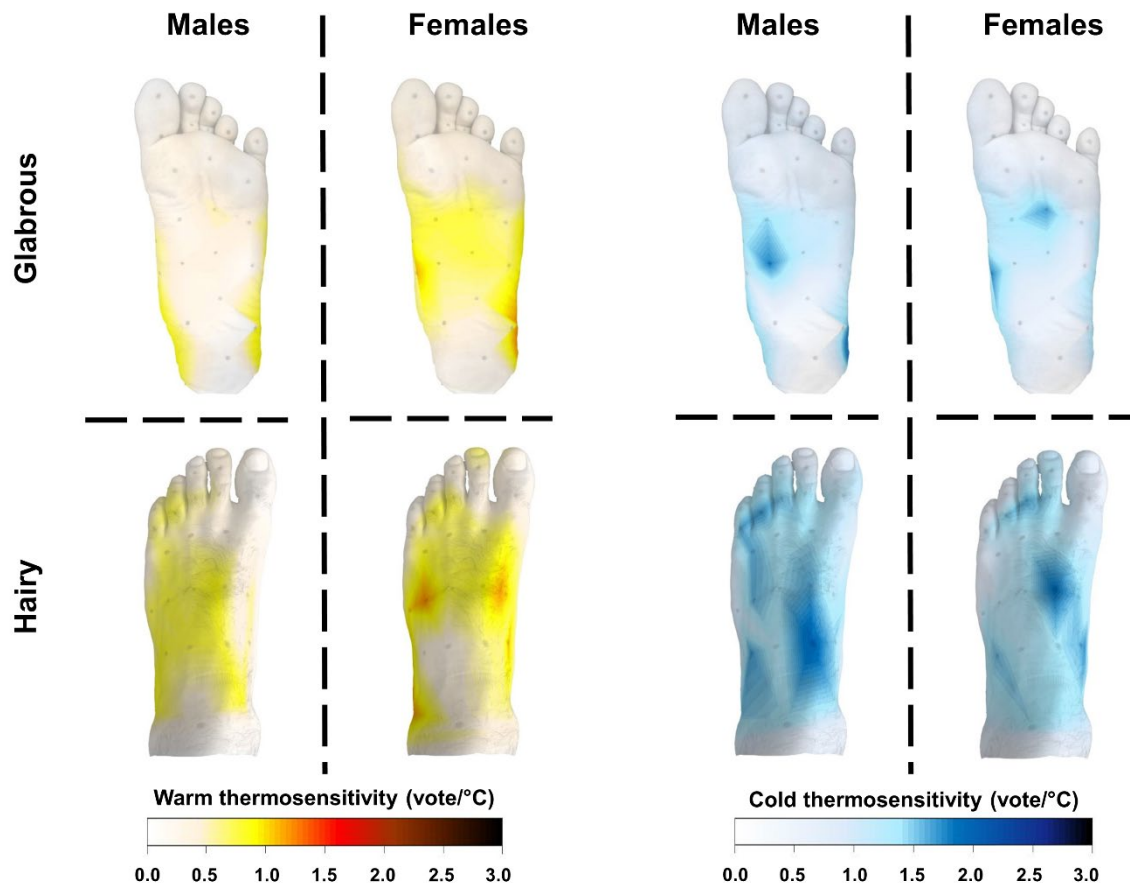 Males Females Males Females
Glabrous
Hairy
Warm thermosensitivity (vote/°C) Cold thermosensitivity (vote/°C)
0.0 0.5 1.0 1.5 2.0 2.5 3.0 0.0 0.5 1.0 1.5 2.0 2.5 3.0